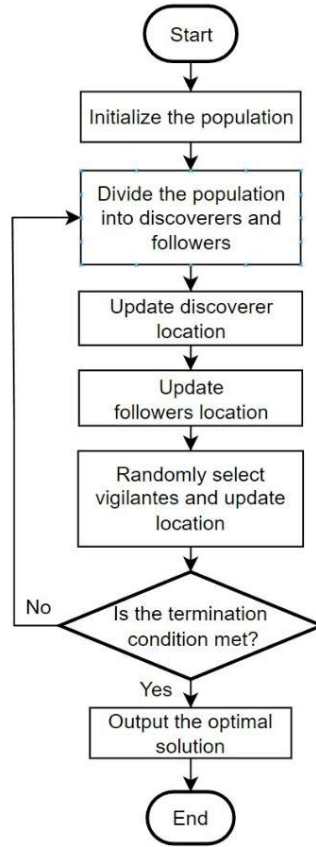 Start
Initialize the population
Divide the population
into discoverers and
followers
Update discoverer
location
Update
followers location
Randomly select
vigilantes and update
location
No
Is the termination
condition met?
Yes
Output the optimal
solution
End